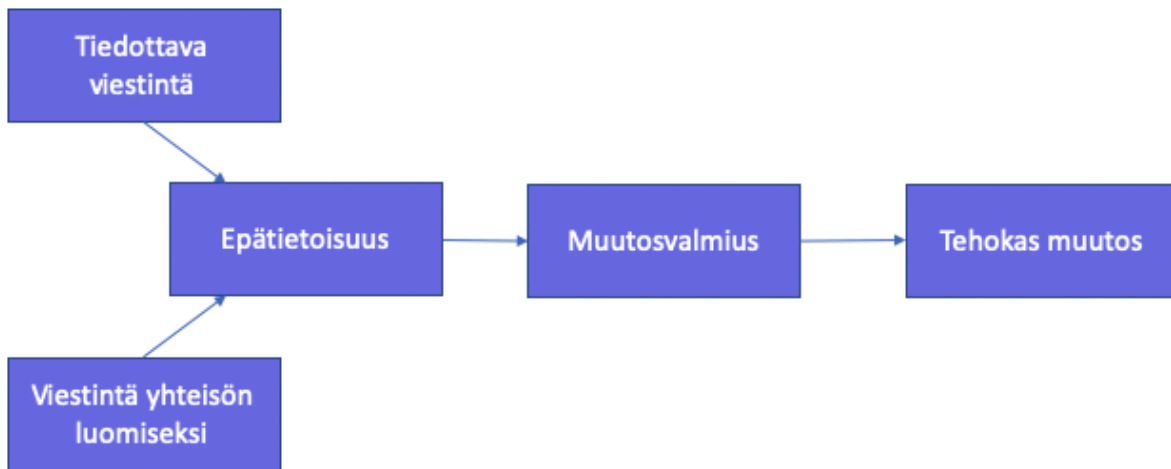 Tiedottava
viestintä
Epätietoisuus
Muutosvalmius
Tehokas muutos
Viestintä yhteisön
luomiseksi